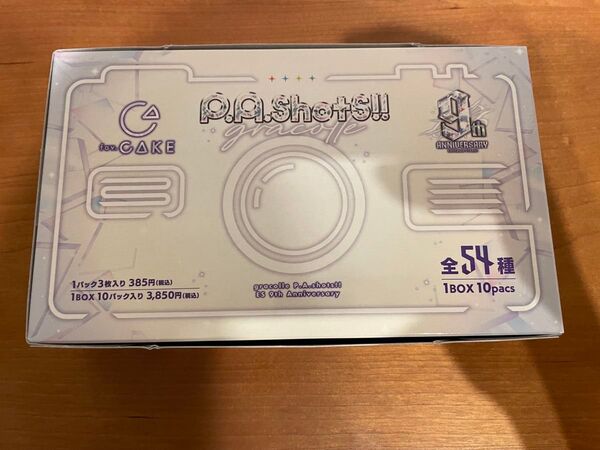 P.A.ShotS!!
gracolle
fav.CAKE
9th
ANNIVERSARY
1パック3枚入り 385円(税込)
1BOX 10パック入り 3,850円(税込)
gracolle P.A.shots!!
ES 9th Anniversary
全54種
1BOX 10pacs